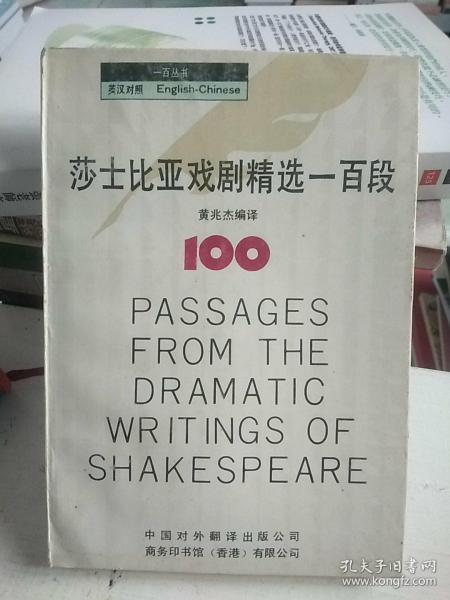 一百丛书
英汉对照 English-Chinese
莎士比亚戏剧精选一百段
黄兆杰编译
100
PASSAGES
FROM THE
DRAMATIC
WRITINGS OF
SHAKESPEARE
中国对外翻译出版公司
商务印书馆（香港）有限公司
孔夫子旧书网
www.kongfz.com
125